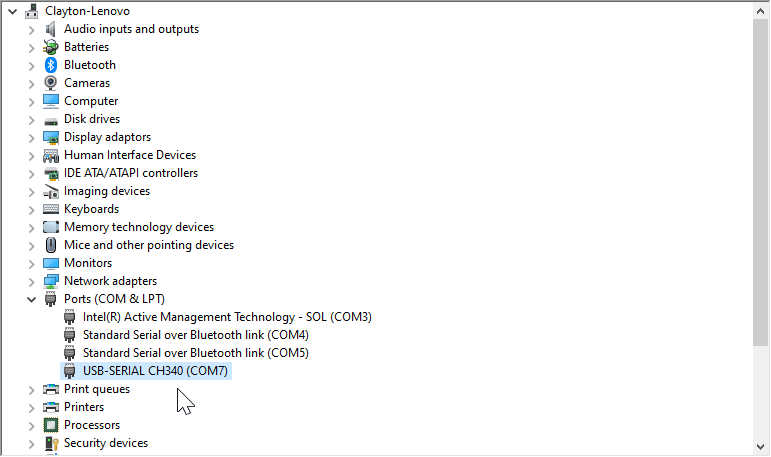 Clayton-Lenovo
Audio inputs and outputs
Batteries
Bluetooth
Cameras
Computer
Disk drives
Display adaptors
Human Interface Devices
IDE ATA/ATAPI controllers
Imaging devices
Keyboards
Memory technology devices
Mice and other pointing devices
Monitors
Network adapters
Ports (COM & LPT)
Intel(R) Active Management Technology - SOL (COM3)
Standard Serial over Bluetooth link (COM4)
Standard Serial over Bluetooth link (COM5)
USB-SERIAL CH340 (COM7)
Print queues
Printers
Processors
Security devices